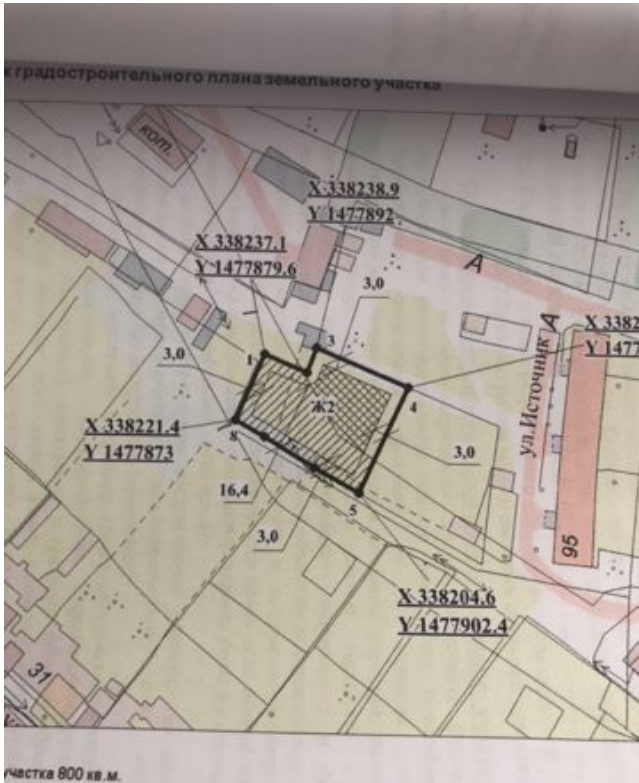 градостроительного плана земельного участка
кот.
X 338238.9
Y 1477892
X 338237.1
Y 1477879.6
А
3,0
X 3382
Y 1477
А
3
1
3,0
4
ул.Источник
Ж2
X 338221.4
Y 1477873
8
3,0
16,4
5
3,0
95
X 338204.6
Y 1477902.4
31
участка 800 кв.м.